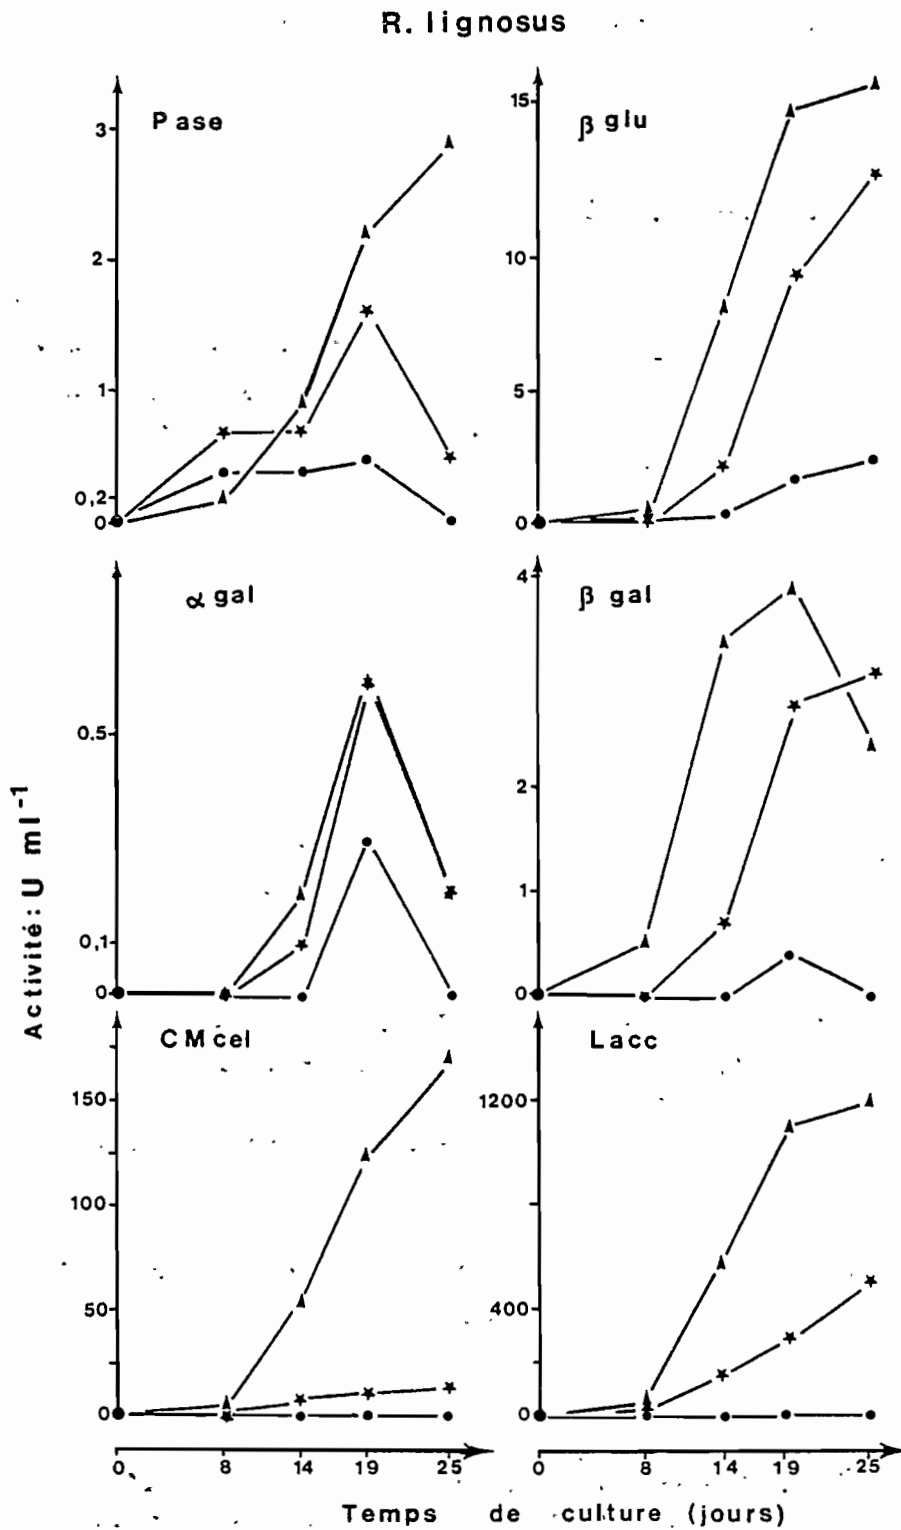 R. lignosus
P ase
3
2
1
0,2
0
β glu
15
10
5
0
α gal
0,5
0,1
0
β gal
4
2
1
0
Activité: U ml⁻¹
CM cel
150
100
50
0
Lacc
1200
400
0
0 8 14 19 25
0 8 14 19 25
Temps de culture (jours)